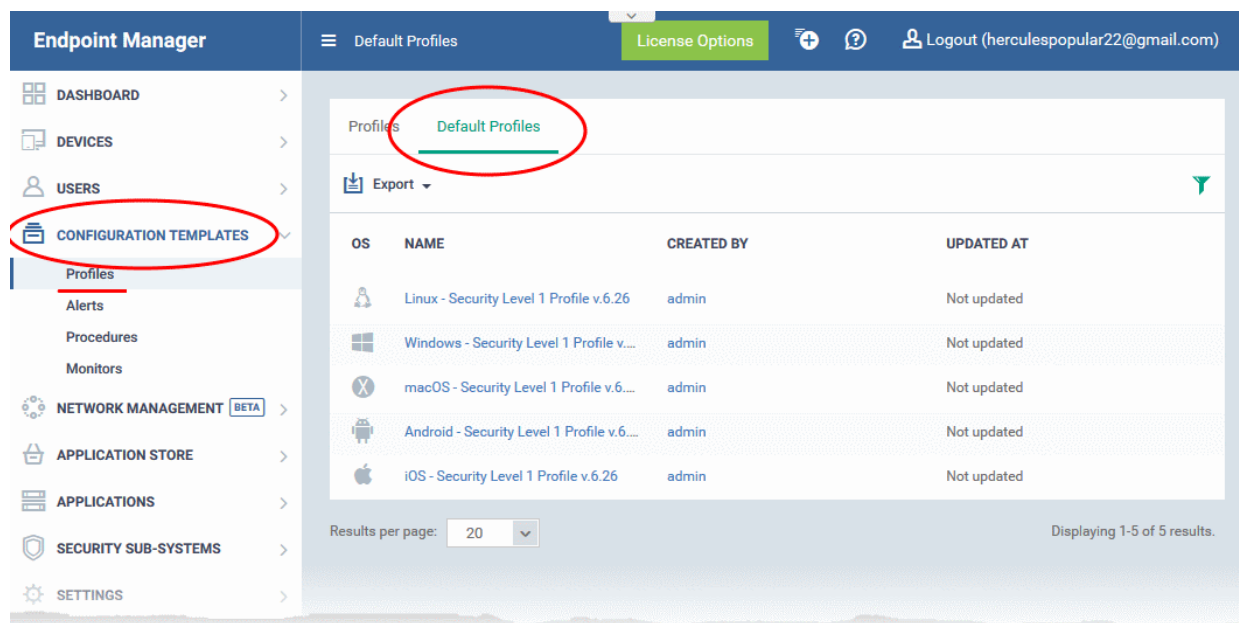 Endpoint Manager
Default Profiles
License Options
Logout (herculespopular22@gmail.com)
DASHBOARD
DEVICES
USERS
CONFIGURATION TEMPLATES
Profiles
Alerts
Procedures
Monitors
NETWORK MANAGEMENT BETA
APPLICATION STORE
APPLICATIONS
SECURITY SUB-SYSTEMS
SETTINGS
Profiles Default Profiles
Export
OS NAME CREATED BY UPDATED AT
Linux - Security Level 1 Profile v.6.26 admin Not updated
Windows - Security Level 1 Profile v.... admin Not updated
macOS - Security Level 1 Profile v.6.... admin Not updated
Android - Security Level 1 Profile v.6.... admin Not updated
iOS - Security Level 1 Profile v.6.26 admin Not updated
Results per page: 20 Displaying 1-5 of 5 results.